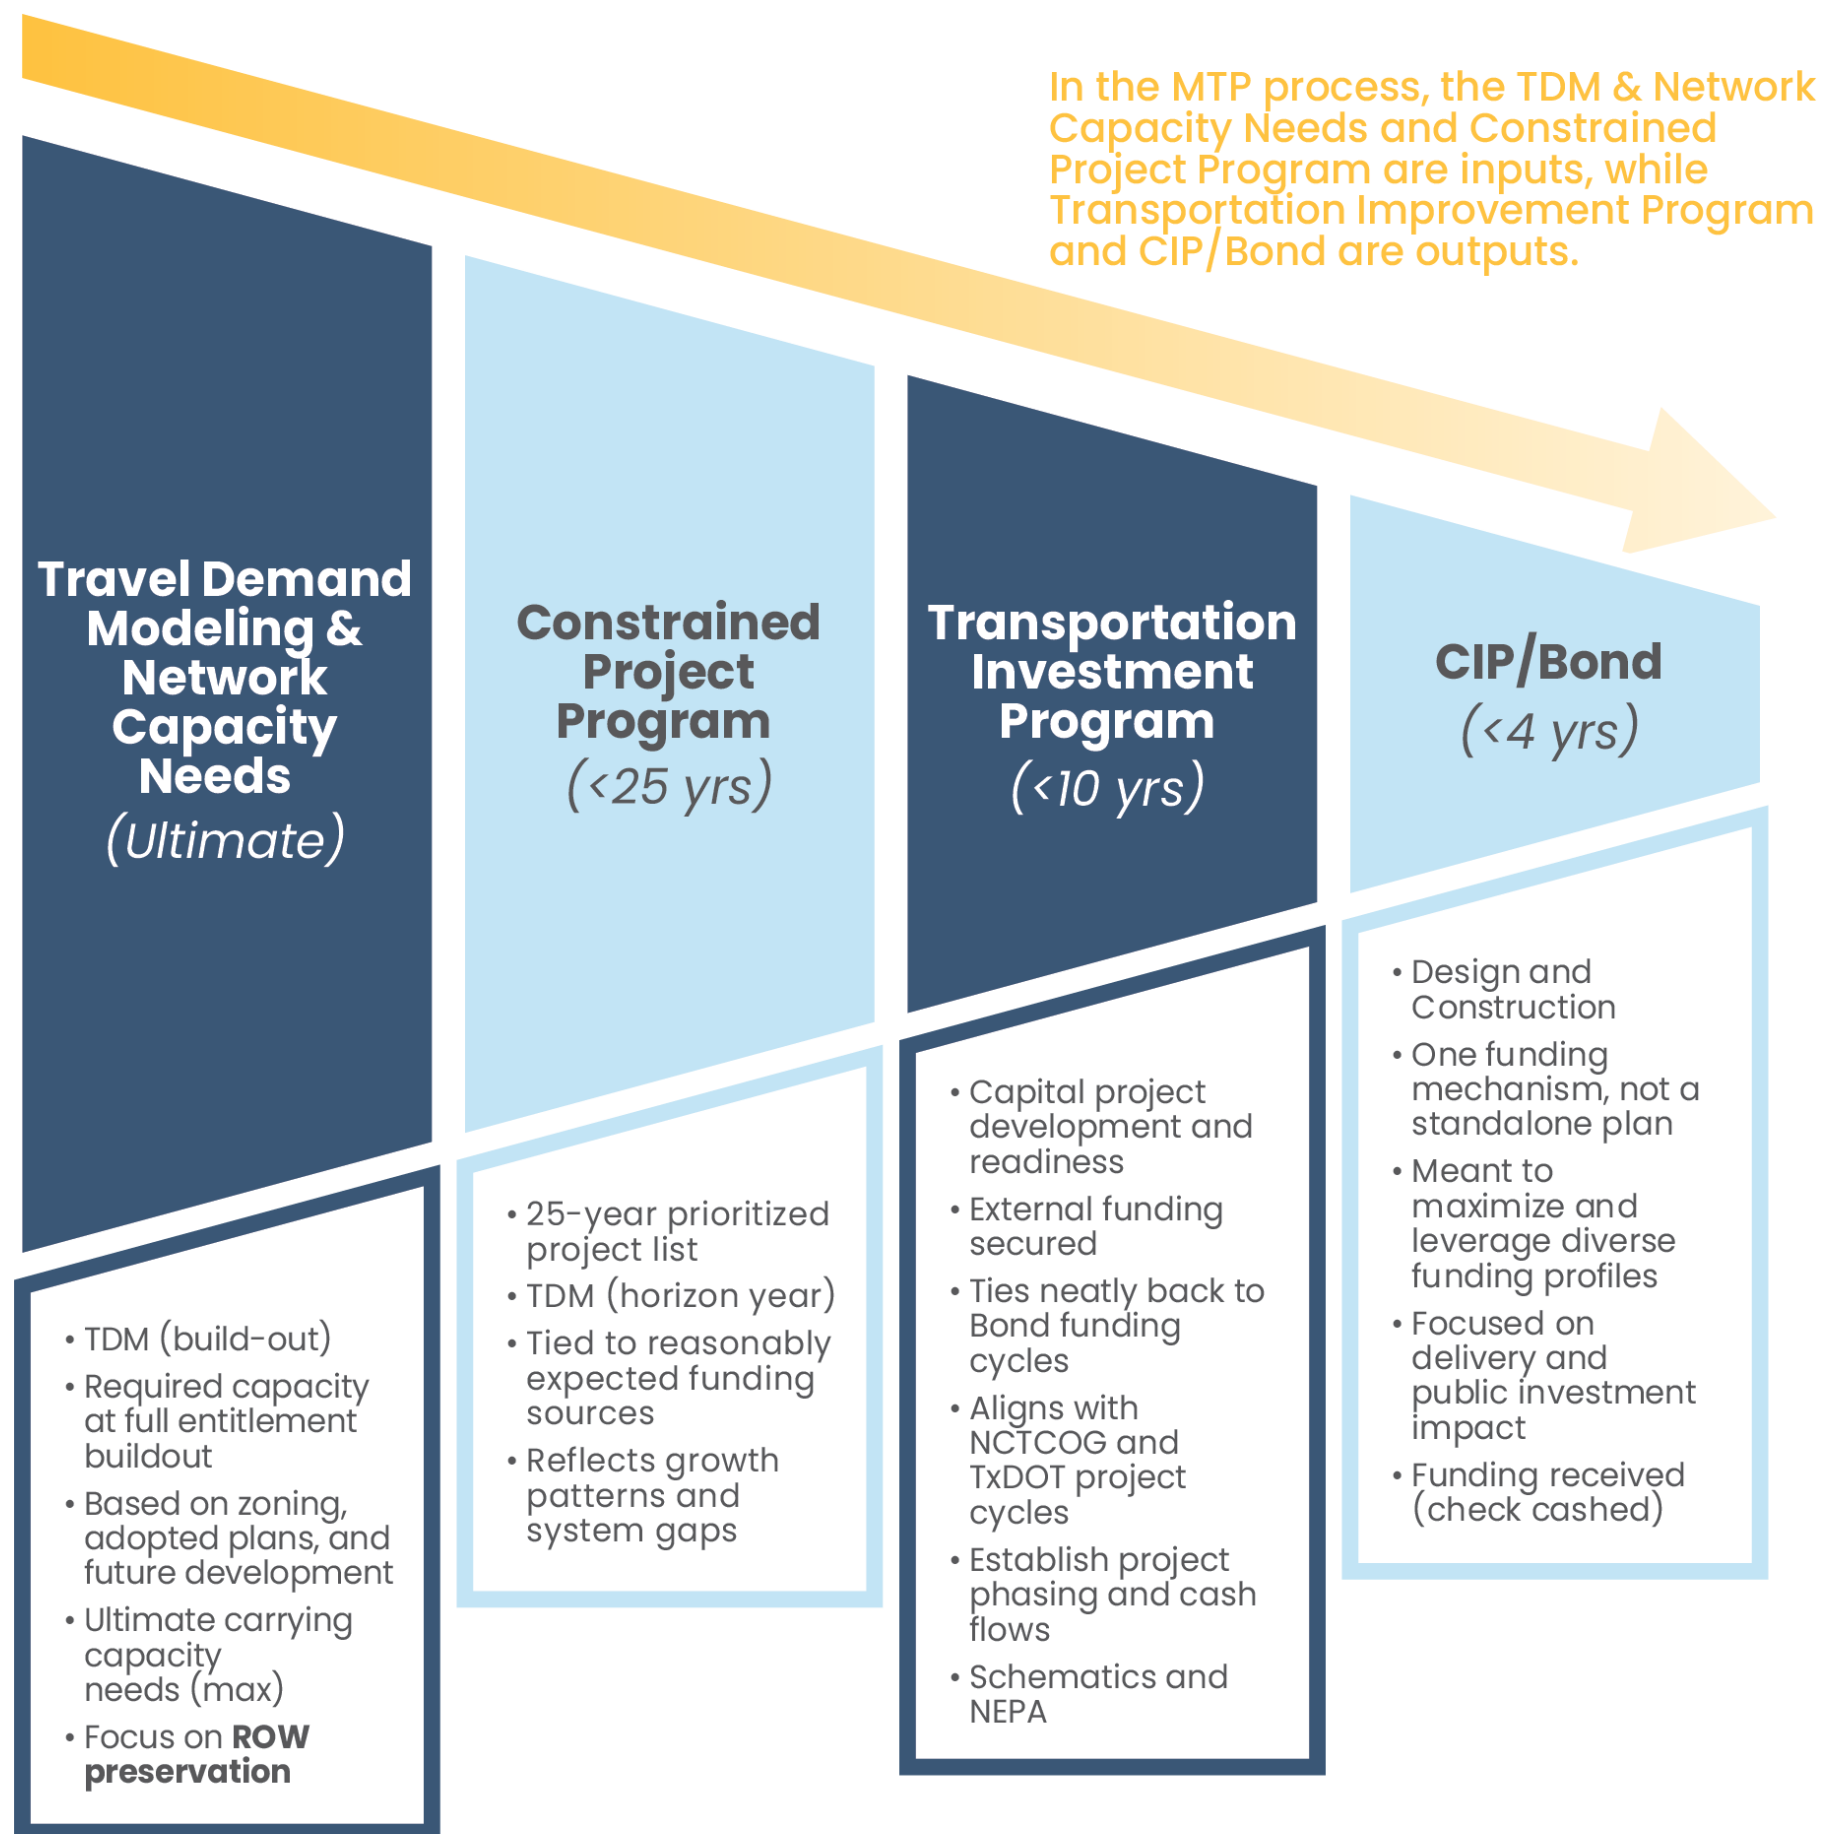 In the MTP process, the TDM & Network
Capacity Needs and Constrained
Project Program are inputs, while
Transportation Improvement Program
and CIP/Bond are outputs.
Travel Demand
Modeling &
Network
Capacity
Needs
(Ultimate)
• TDM (build-out)
• Required capacity
at full entitlement
buildout
• Based on zoning,
adopted plans, and
future development
• Ultimate carrying
capacity
needs (max)
• Focus on ROW
preservation
Constrained
Project
Program
(<25 yrs)
• 25-year prioritized
project list
• TDM (horizon year)
• Tied to reasonably
expected funding
sources
• Reflects growth
patterns and
system gaps
Transportation
Investment
Program
(<10 yrs)
• Capital project
development and
readiness
• External funding
secured
• Ties neatly back to
Bond funding
cycles
• Aligns with
NCTCOG and
TxDOT project
cycles
• Establish project
phasing and cash
flows
• Schematics and
NEPA
CIP/Bond
(<4 yrs)
• Design and
Construction
• One funding
mechanism, not a
standalone plan
• Meant to
maximize and
leverage diverse
funding profiles
• Focused on
delivery and
public investment
impact
• Funding received
(check cashed)